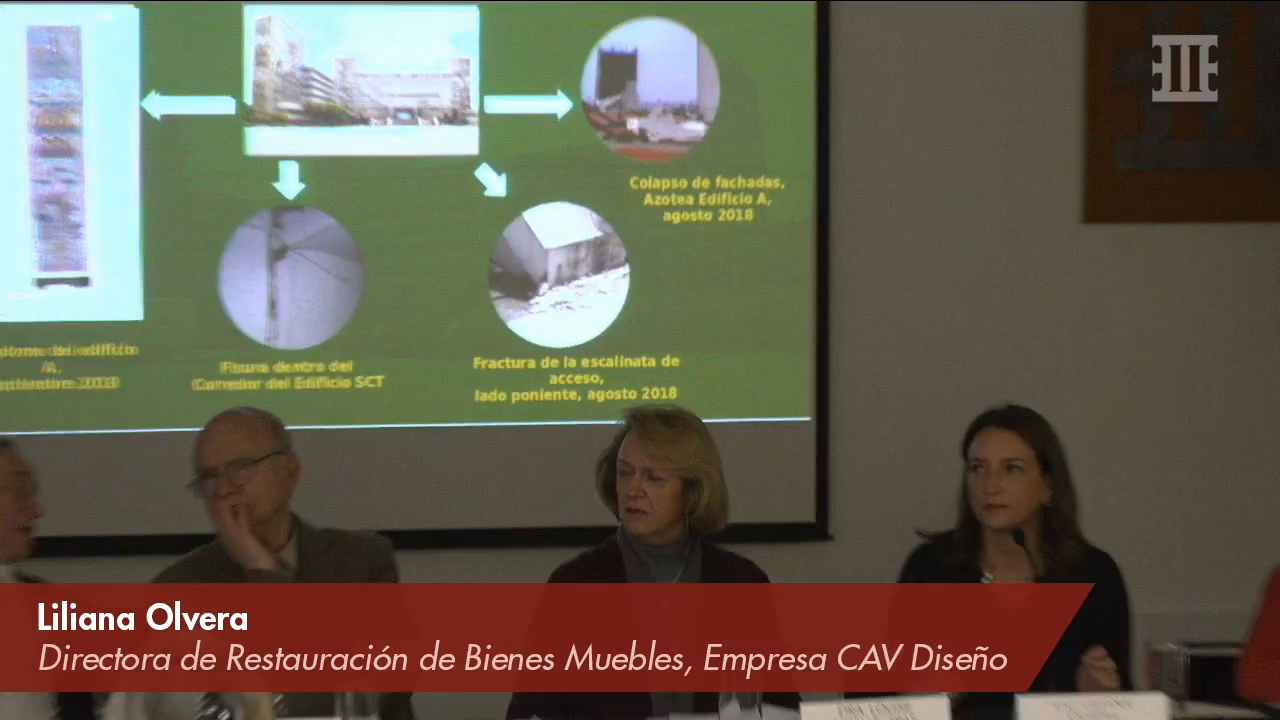 Colapso de fachadas,
Azotea Edificio A,
agosto 2018
Fisura dentro del
Corredor del Edificio SCT
Fractura de la escalinata de
acceso,
lado poniente, agosto 2018
Liliana Olvera
Directora de Restauración de Bienes Muebles, Empresa CAV Diseño